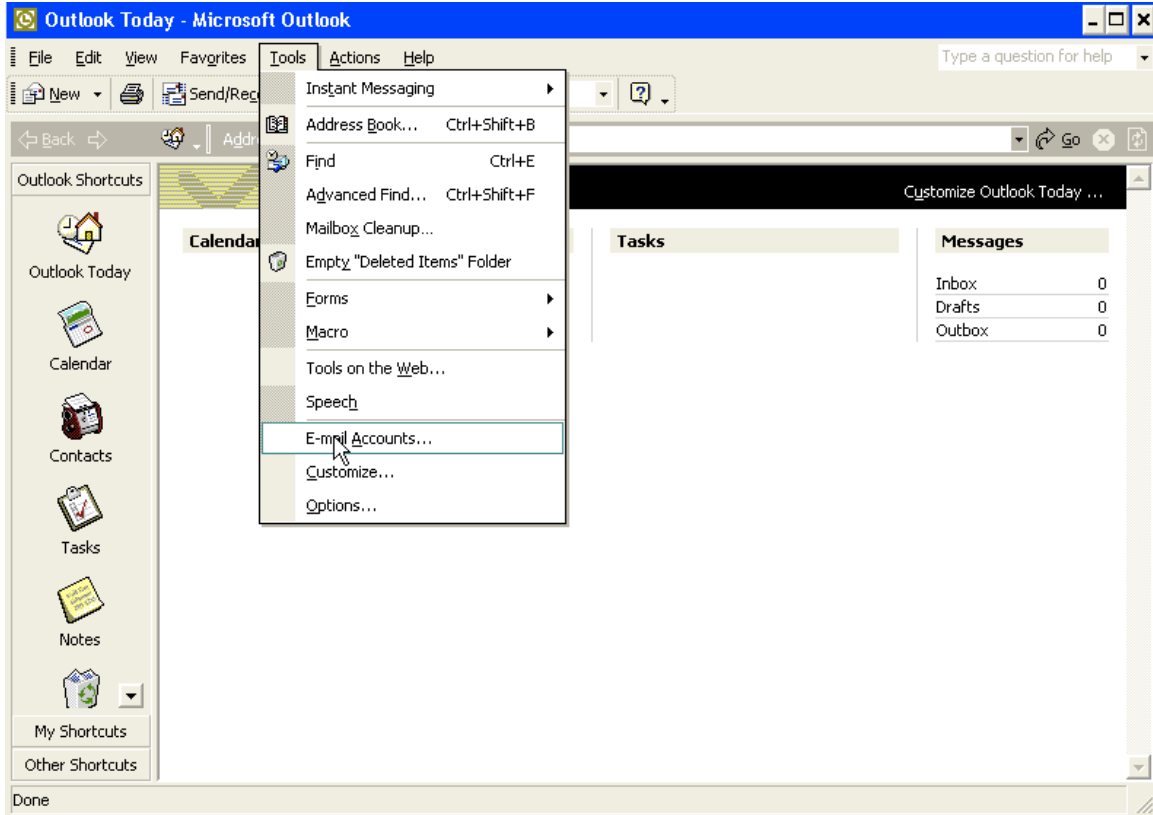 Outlook Today - Microsoft Outlook
File Edit View Favorites Tools Actions Help Type a question for help
New Send/Rec
Back Addr Go
Outlook Shortcuts
Outlook Today
Calendar
Contacts
Tasks
Notes
My Shortcuts
Other Shortcuts
Instant Messaging
Address Book... Ctrl+Shift+B
Find Ctrl+E
Advanced Find... Ctrl+Shift+F
Mailbox Cleanup...
Empty "Deleted Items" Folder
Forms
Macro
Tools on the Web...
Speech
E-mail Accounts...
Customize...
Options...
Customize Outlook Today ...
Calendar Tasks Messages
Inbox 0
Drafts 0
Outbox 0
Done